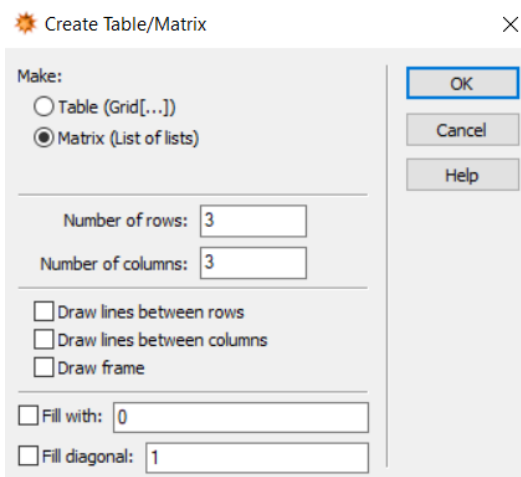 Create Table/Matrix
Make:
Table (Grid[...])
Matrix (List of lists)
Number of rows: 3
Number of columns: 3
Draw lines between rows
Draw lines between columns
Draw frame
Fill with: 0
Fill diagonal: 1
OK
Cancel
Help